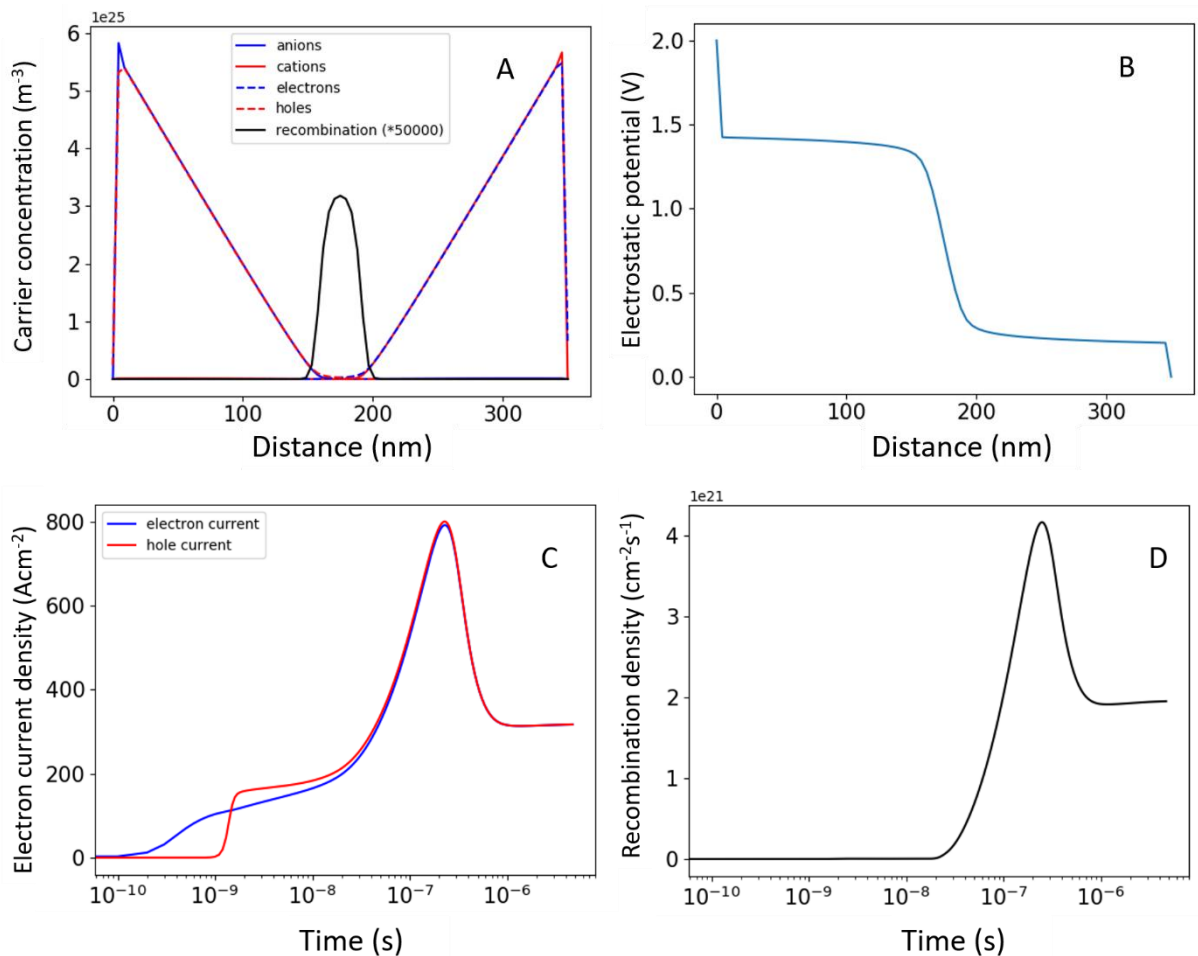 1e25
Carrier concentration (m⁻³)
6
5
4
3
2
1
0
anions
cations
electrons
holes
recombination (*50000)
A
0
100
200
300
Distance (nm)
Electrostatic potential (V)
2.0
1.5
1.0
0.5
0.0
B
0
100
200
300
Distance (nm)
Electron current density (Acm⁻²)
800
600
400
200
0
electron current
hole current
C
10⁻¹⁰
10⁻⁹
10⁻⁸
10⁻⁷
10⁻⁶
Time (s)
1e21
Recombination density (cm⁻²s⁻¹)
4
3
2
1
0
D
10⁻¹⁰
10⁻⁹
10⁻⁸
10⁻⁷
10⁻⁶
Time (s)